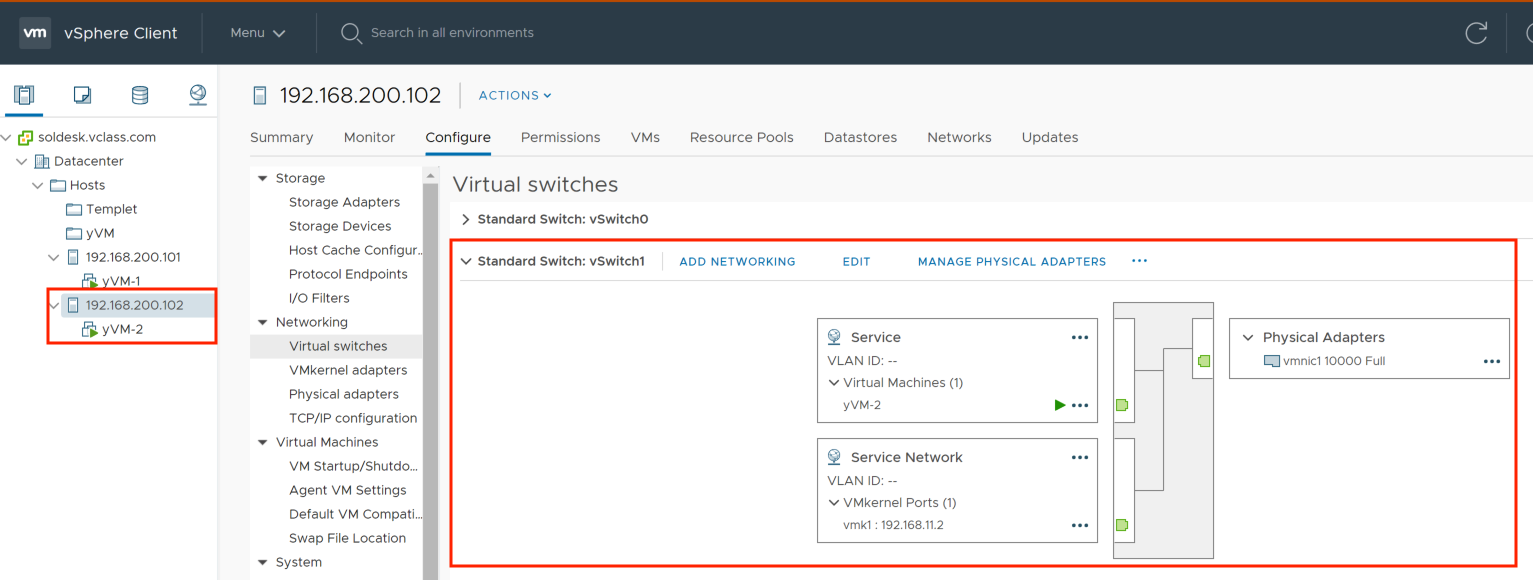 vm vSphere Client Menu Search in all environments
192.168.200.102 ACTIONS
Summary Monitor Configure Permissions VMs Resource Pools Datastores Networks Updates
soldesk.vclass.com
Datacenter
Hosts
Templet
yVM
192.168.200.101
yVM-1
192.168.200.102
yVM-2
Storage
Storage Adapters
Storage Devices
Host Cache Configur...
Protocol Endpoints
I/O Filters
Networking
Virtual switches
VMkernel adapters
Physical adapters
TCP/IP configuration
Virtual Machines
VM Startup/Shutdo...
Agent VM Settings
Default VM Compati...
Swap File Location
System
Virtual switches
Standard Switch: vSwitch0
Standard Switch: vSwitch1 ADD NETWORKING EDIT MANAGE PHYSICAL ADAPTERS ...
Service ...
VLAN ID: --
Virtual Machines (1)
yVM-2 ...
Service Network ...
VLAN ID: --
VMkernel Ports (1)
vmk1 : 192.168.11.2 ...
Physical Adapters
vmnic1 10000 Full ...